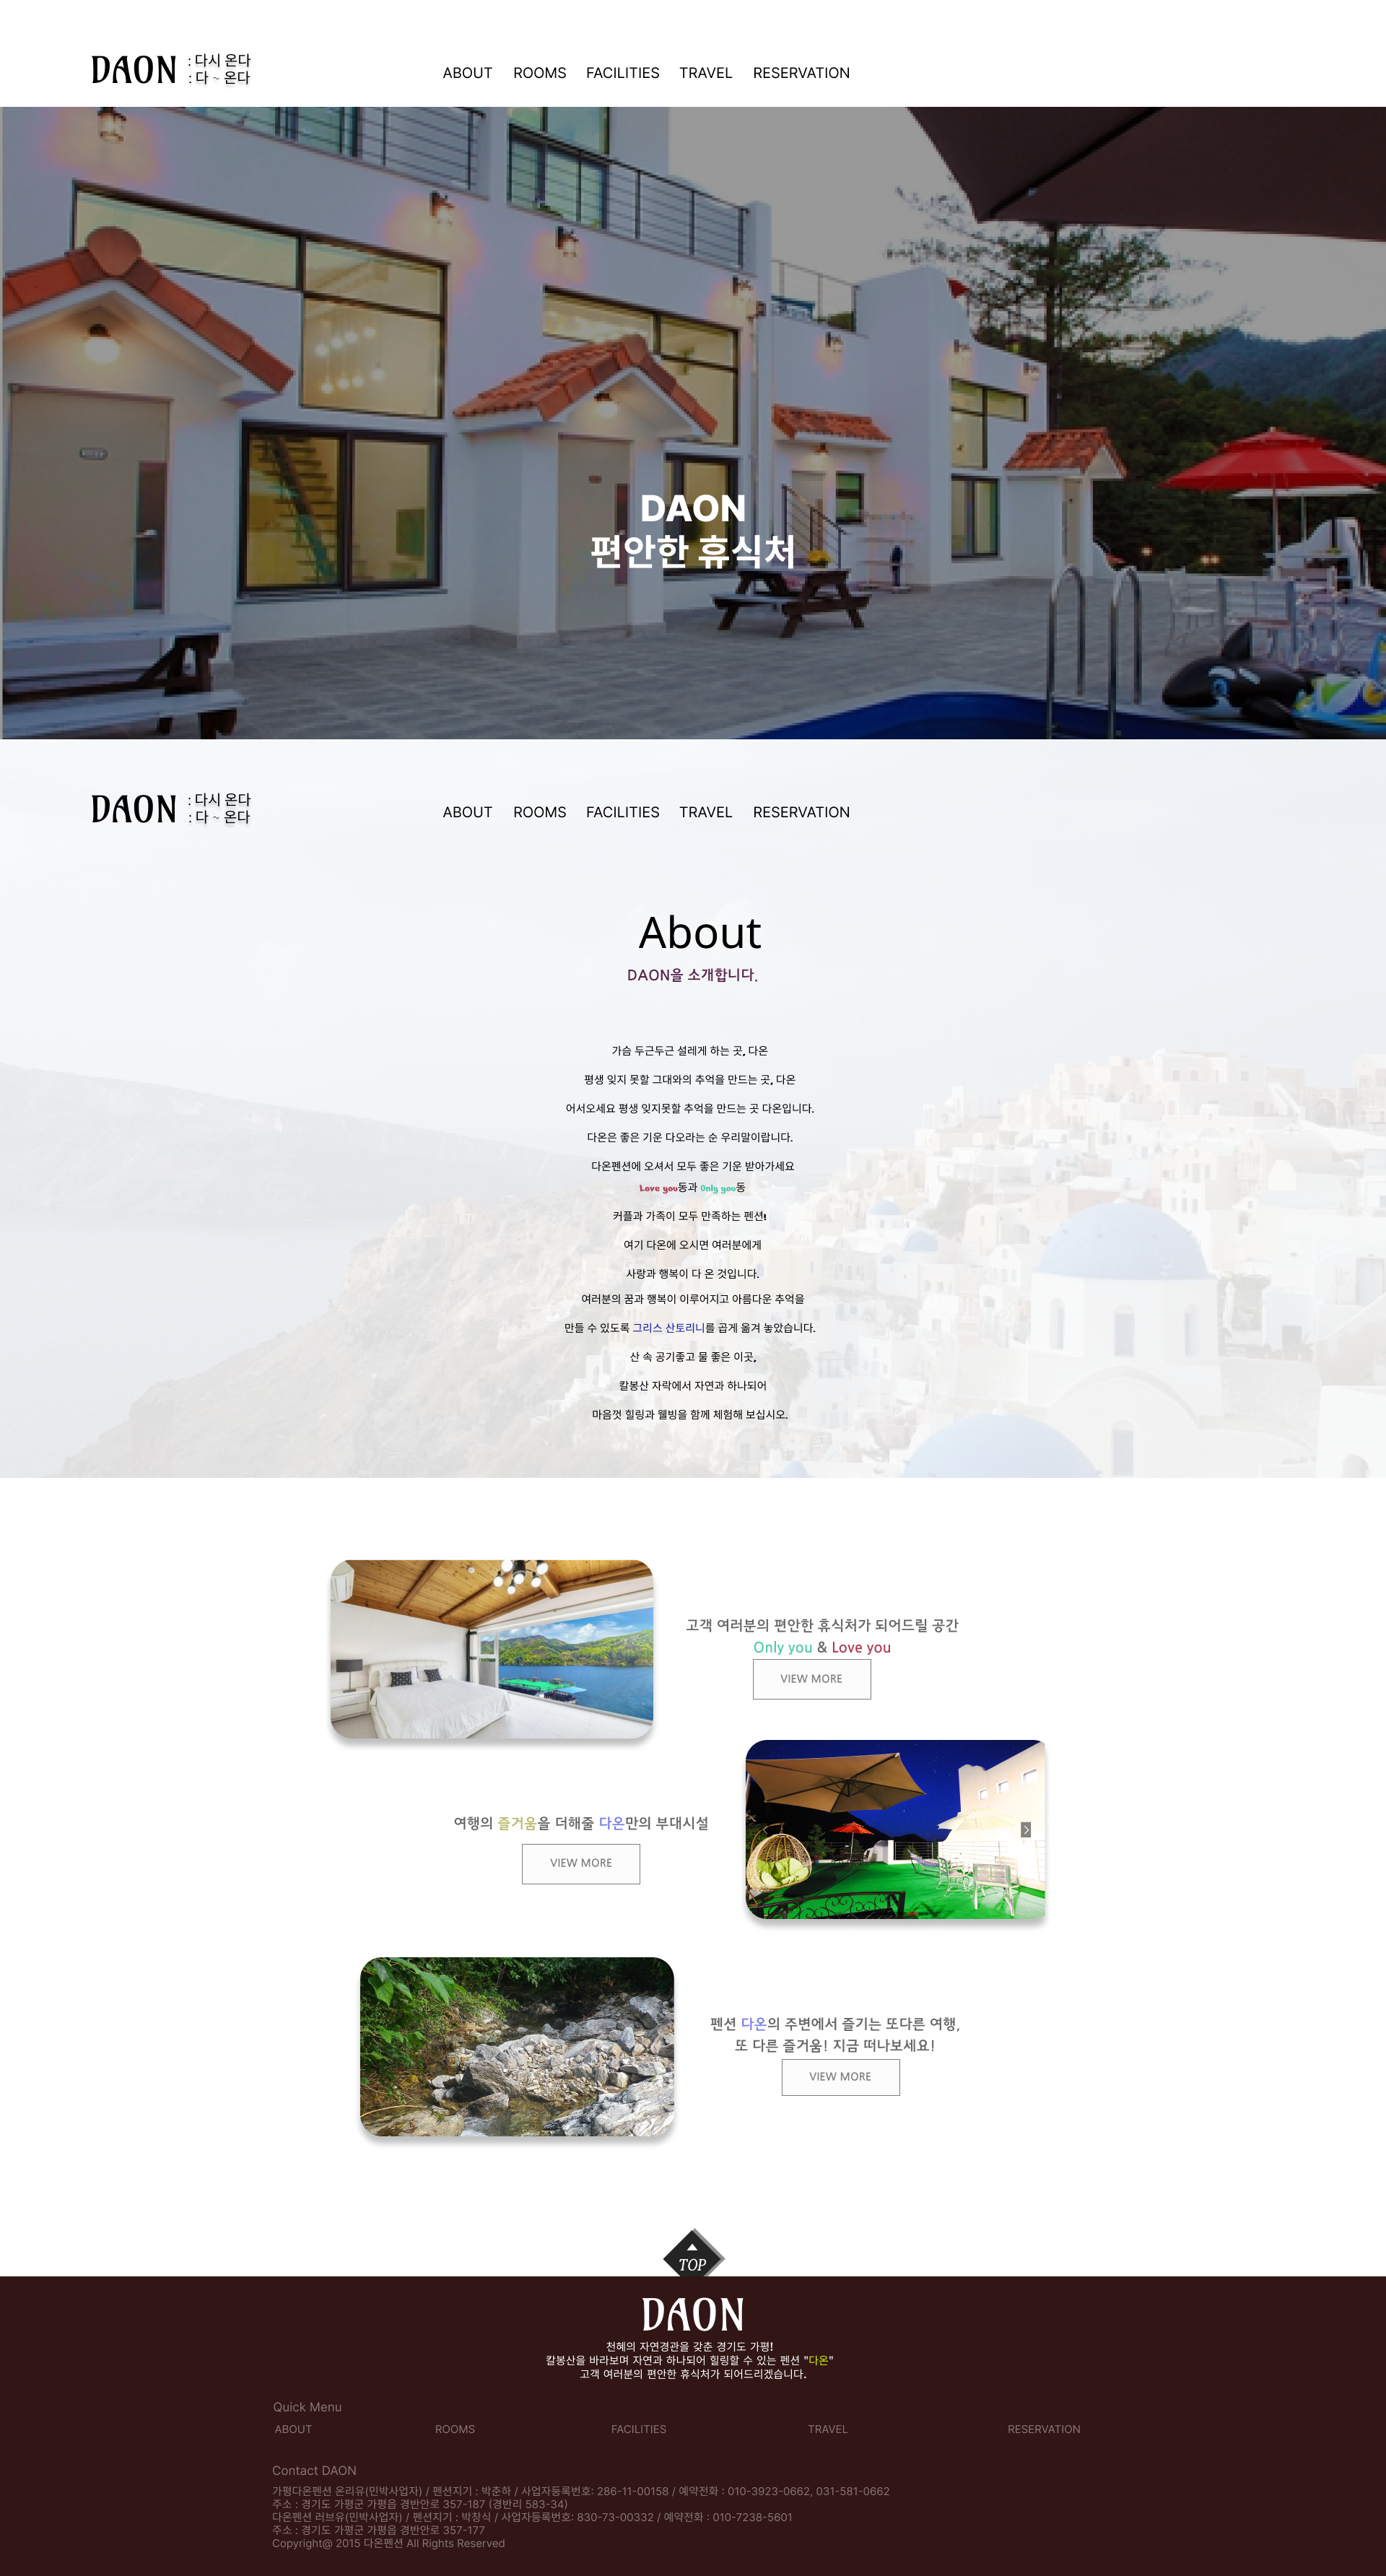 DAON
: 다시 온다
: 다 ~ 온다
ABOUT ROOMS FACILITIES TRAVEL RESERVATION
DAON
편안한 휴식처
DAON
: 다시 온다
: 다 ~ 온다
ABOUT ROOMS FACILITIES TRAVEL RESERVATION
About
DAON을 소개합니다.
가슴 두근두근 설레게 하는 곳, 다온
평생 잊지 못할 그대와의 추억을 만드는 곳, 다온
어서오세요 평생 잊지못할 추억을 만드는 곳 다온입니다.
다온은 좋은 기운 다오라는 순 우리말이랍니다.
다온펜션에 오셔서 모두 좋은 기운 받아가세요
Love you동과 Only you동
커플과 가족이 모두 만족하는 펜션!
여기 다온에 오시면 여러분에게
사랑과 행복이 다 온 것입니다.
여러분의 꿈과 행복이 이루어지고 아름다운 추억을
만들 수 있도록 그리스 산토리니를 곱게 옮겨 놓았습니다.
산 속 공기좋고 물 좋은 이곳,
칼봉산 자락에서 자연과 하나되어
마음껏 힐링과 웰빙을 함께 체험해 보십시오.
고객 여러분의 편안한 휴식처가 되어드릴 공간
Only you & Love you
VIEW MORE
여행의 즐거움을 더해줄 다온만의 부대시설
VIEW MORE
펜션 다온의 주변에서 즐기는 또다른 여행,
또 다른 즐거움! 지금 떠나보세요!
VIEW MORE
TOP
DAON
천혜의 자연경관을 갖춘 경기도 가평!
칼봉산을 바라보며 자연과 하나되어 힐링할 수 있는 펜션 "다온"
고객 여러분의 편안한 휴식처가 되어드리겠습니다.
Quick Menu
ABOUT ROOMS FACILITIES TRAVEL RESERVATION
Contact DAON
가평다온펜션 온리유(민박사업자) / 펜션지기 : 박춘하 / 사업자등록번호: 286-11-00158 / 예약전화 : 010-3923-0662, 031-581-0662
주소 : 경기도 가평군 가평읍 경반안로 357-187 (경반리 583-34)
다온펜션 러브유(민박사업자) / 펜션지기 : 박창식 / 사업자등록번호: 830-73-00332 / 예약전화 : 010-7238-5601
주소 : 경기도 가평군 가평읍 경반안로 357-177
Copyright@ 2015 다온펜션 All Rights Reserved